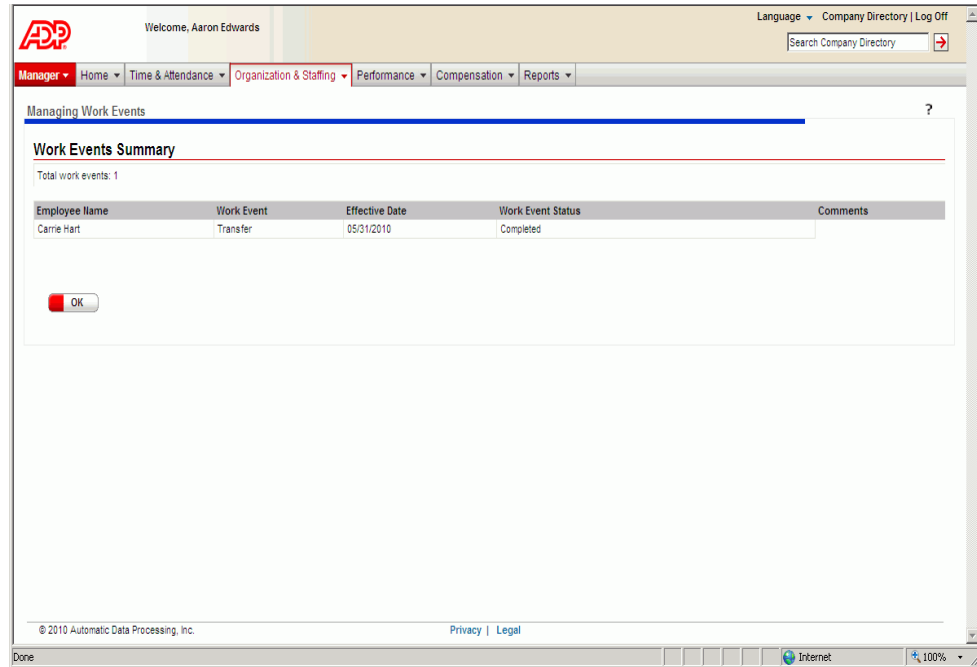 Language Company Directory | Log Off
ADP
Welcome, Aaron Edwards
Search Company Directory
Manager Home Time & Attendance Organization & Staffing Performance Compensation Reports
Managing Work Events ?
Work Events Summary
Total work events: 1
Employee Name Work Event Effective Date Work Event Status Comments
Carrie Hart Transfer 05/31/2010 Completed
OK
© 2010 Automatic Data Processing, Inc. Privacy | Legal
Done Internet 100%